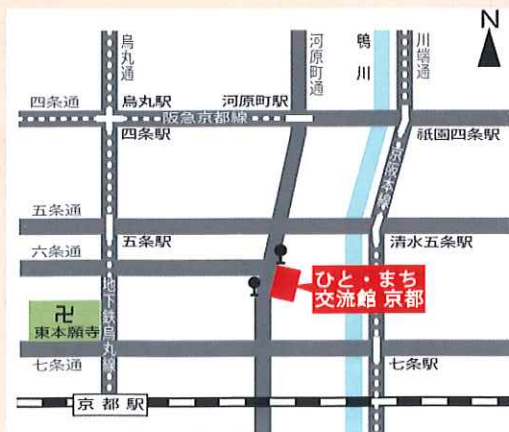 N
烏丸通
河原町通
鴨川
川端通
四条通
烏丸駅
河原町駅
阪急京都線
四条駅
祇園四条駅
京阪本線
五条通
五条駅
清水五条駅
六条通
ひと・まち
交流館 京都
地下鉄烏丸線
卍
東本願寺
七条通
七条駅
京都駅